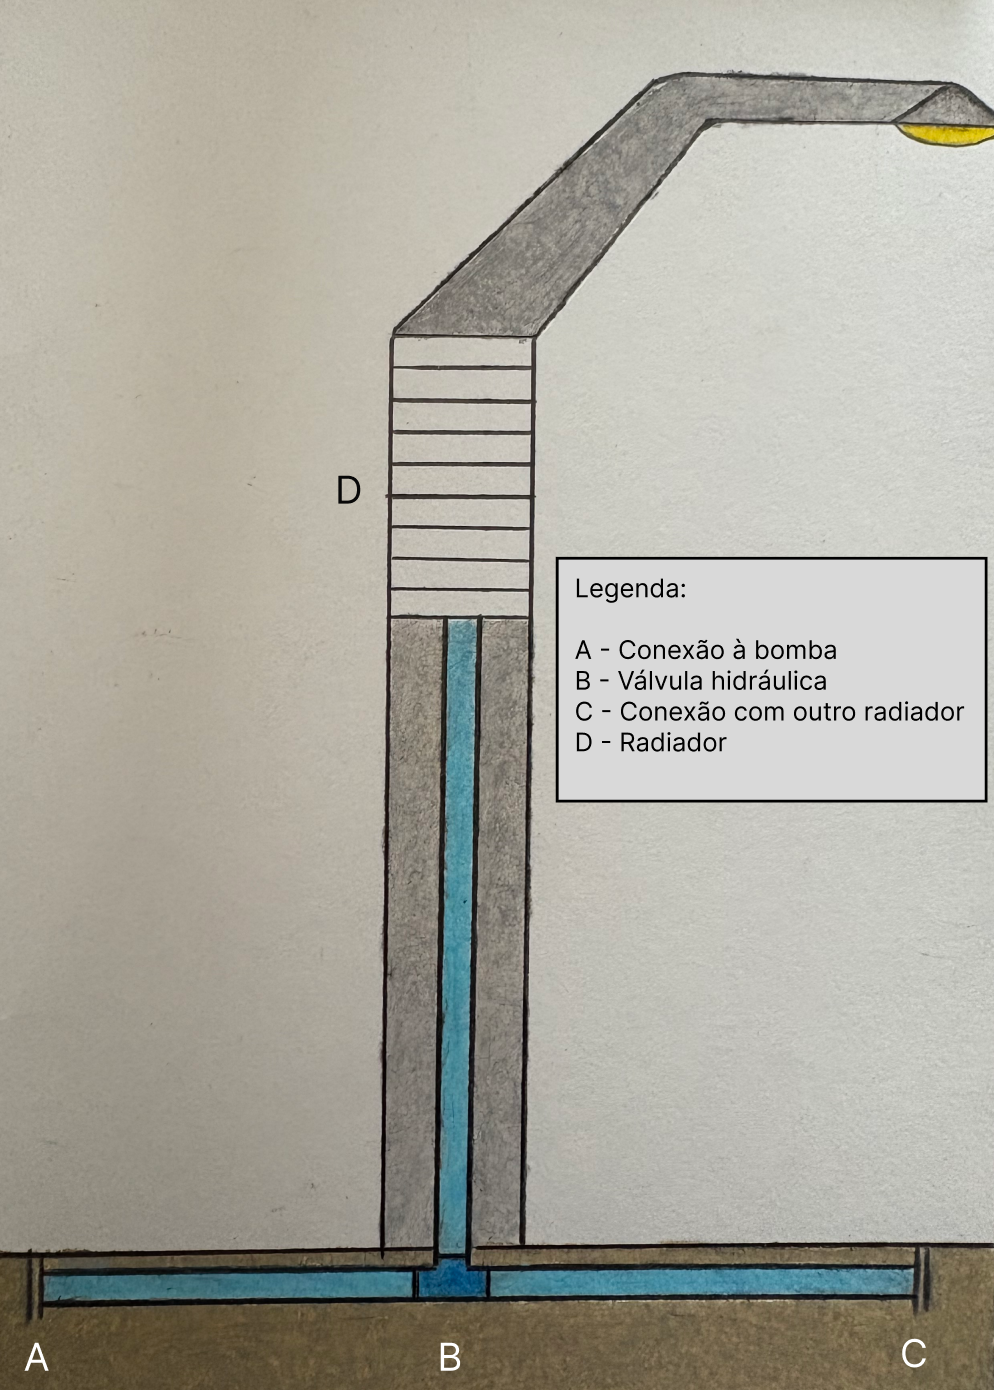 D
Legenda:
A - Conexão à bomba
B - Válvula hidráulica
C - Conexão com outro radiador
D - Radiador
A
B
C